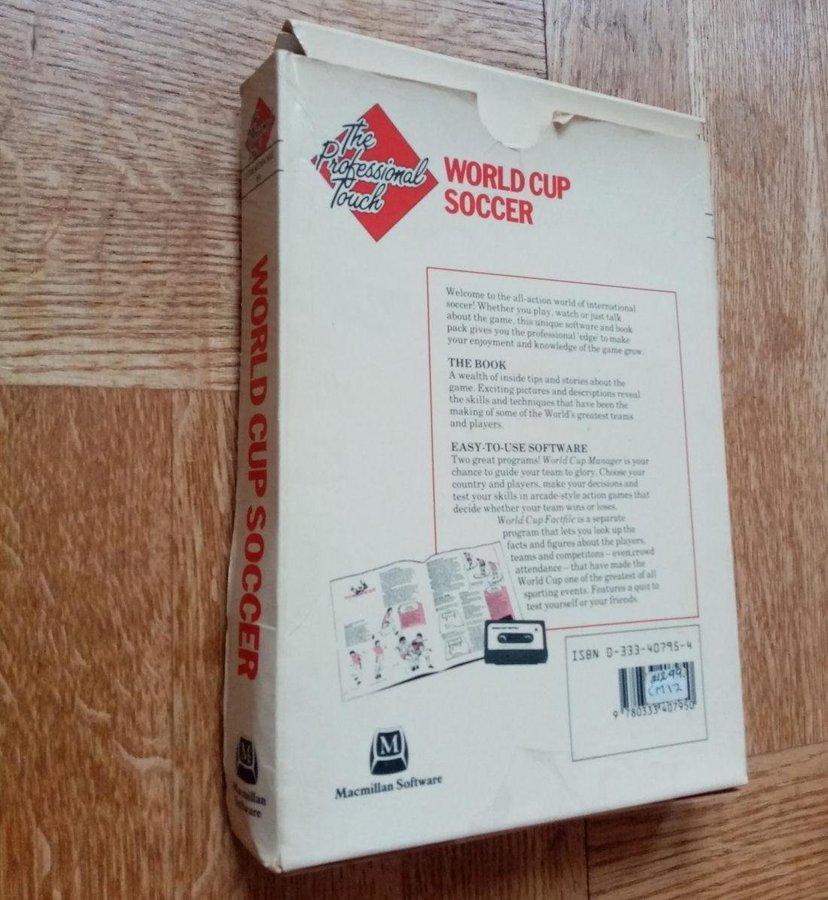 The
Professional
Touch
WORLD CUP
SOCCER
Welcome to the all-action world of international
soccer! Whether you play, watch or just talk
about the game, this unique software and book
pack gives you the professional 'edge' to make
your enjoyment and knowledge of the game grow.
THE BOOK
A wealth of inside tips and stories about the
game. Exciting pictures and descriptions reveal
the skills and techniques that have been the
making of some of the World's greatest teams
and players.
EASY-TO-USE SOFTWARE
Two great programs! World Cup Manager is your
chance to guide your team to glory. Choose your
country and players, make your decisions and
test your skills in arcade-style action games that
decide whether your team wins or loses.
World Cup Factfile is a separate
program that lets you look up the
facts and figures about the players,
teams and competitons – even crowd
attendance – that have made the
World Cup one of the greatest of all
sporting events. Features a quiz to
test yourself or your friends.
ISBN 0-333-40795-4
CM12
9 780333 407950
M
Macmillan Software
WORLD CUP SOCCER
M
Macmillan
Software